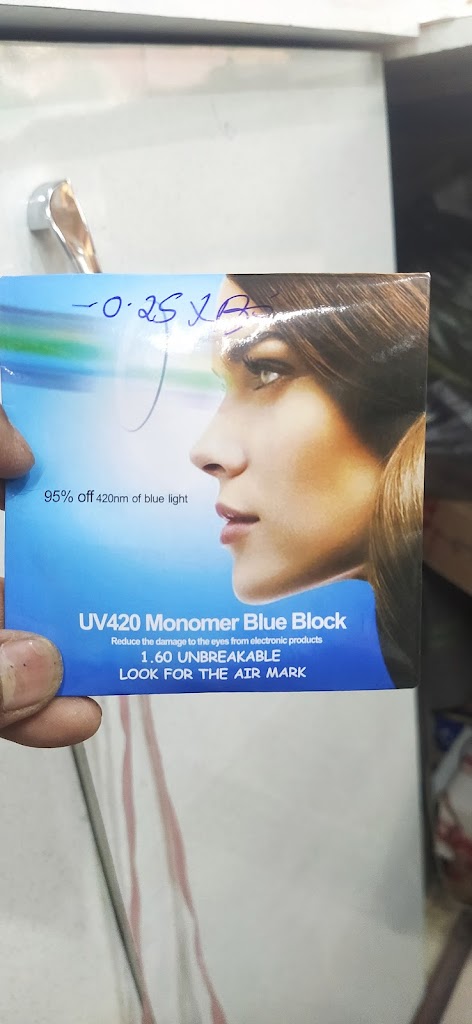 -0.25 X
95% off 420nm of blue light
UV420 Monomer Blue Block
Reduce the damage to the eyes from electronic products
1.60 UNBREAKABLE
LOOK FOR THE AIR MARK